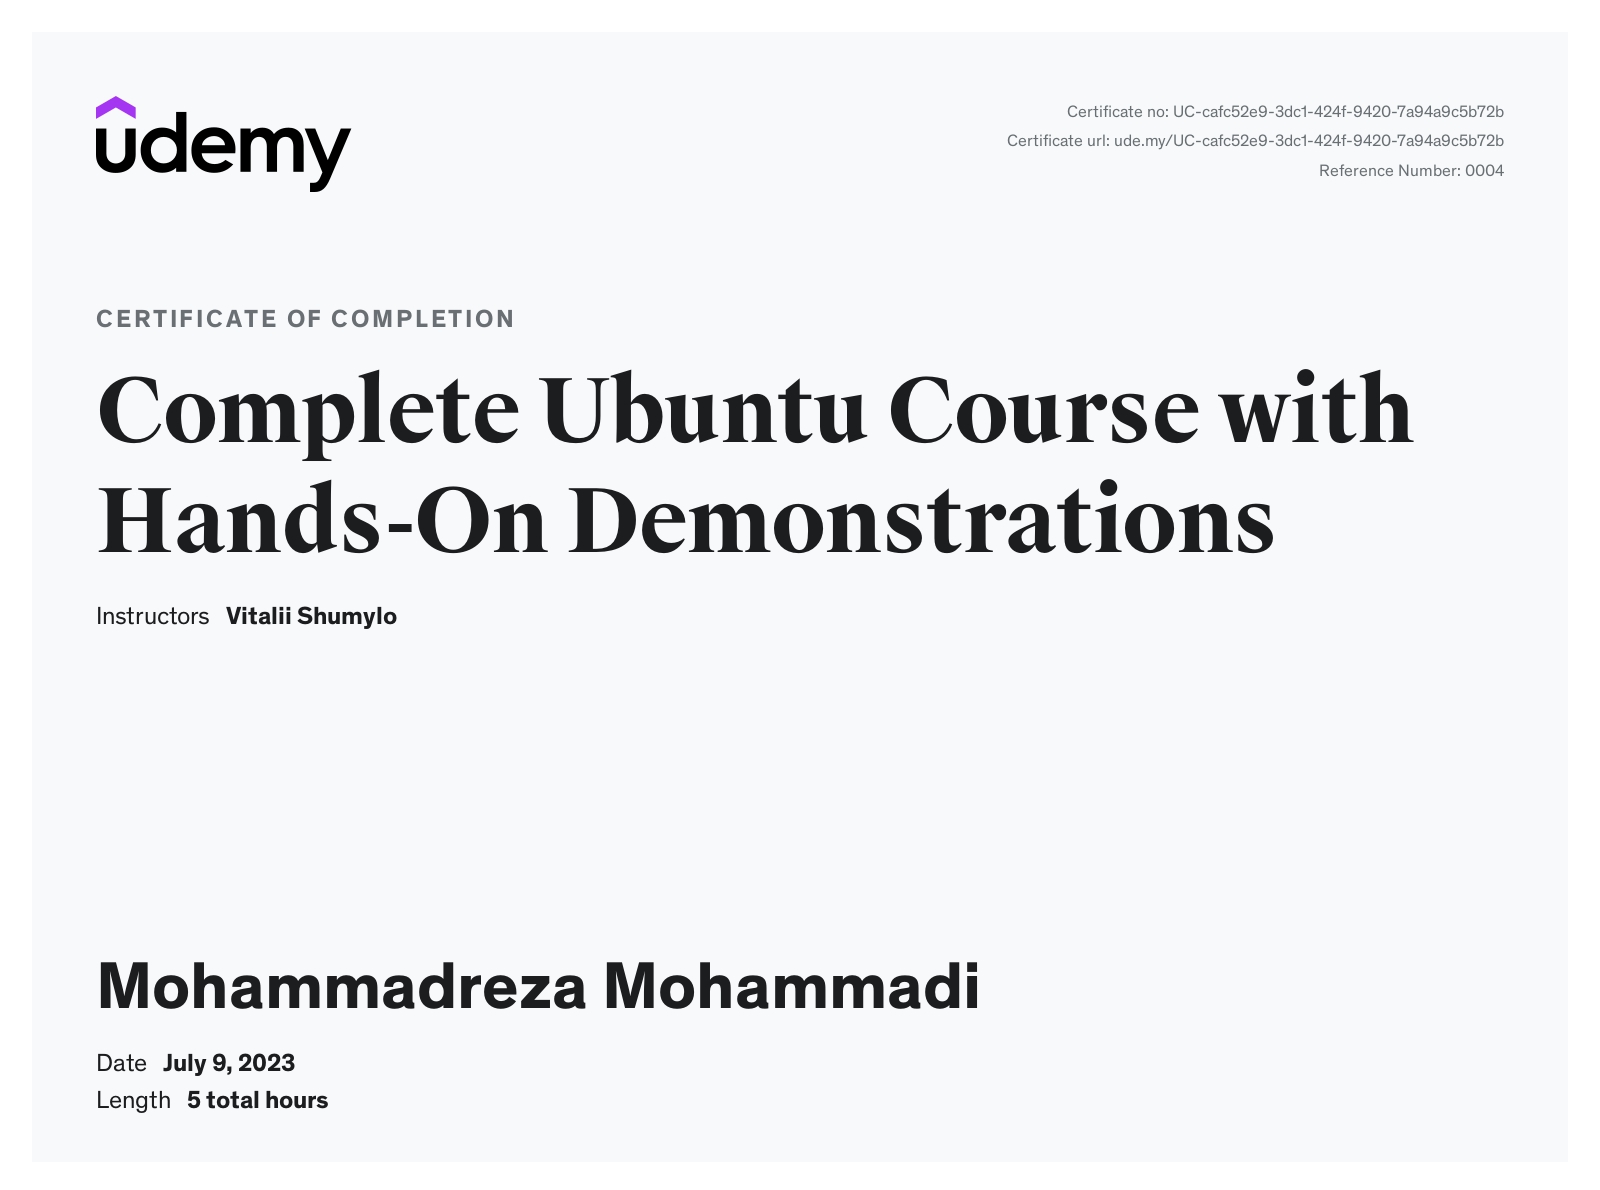 udemy
Certificate no: UC-cafc52e9-3dc1-424f-9420-7a94a9c5b72b
Certificate url: ude.my/UC-cafc52e9-3dc1-424f-9420-7a94a9c5b72b
Reference Number: 0004
CERTIFICATE OF COMPLETION
Complete Ubuntu Course with
Hands-On Demonstrations
Instructors Vitalii Shumylo
Mohammadreza Mohammadi
Date July 9, 2023
Length 5 total hours